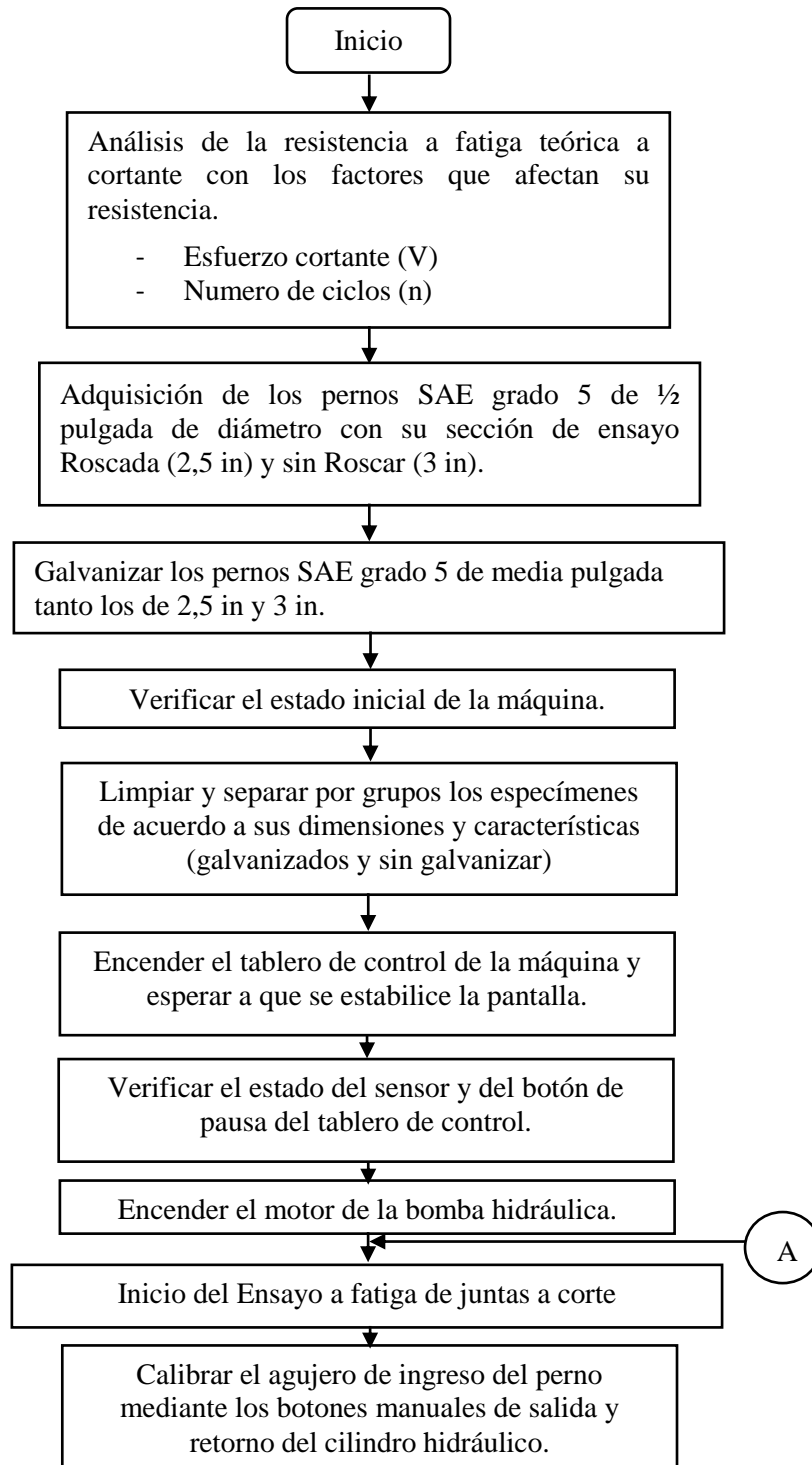 Inicio
Análisis de la resistencia a fatiga teórica a
cortante con los factores que afectan su
resistencia.
- Esfuerzo cortante (V)
- Numero de ciclos (n)
Adquisición de los pernos SAE grado 5 de ½
pulgada de diámetro con su sección de ensayo
Roscada (2,5 in) y sin Roscar (3 in).
Galvanizar los pernos SAE grado 5 de media pulgada
tanto los de 2,5 in y 3 in.
Verificar el estado inicial de la máquina.
Limpiar y separar por grupos los especímenes
de acuerdo a sus dimensiones y características
(galvanizados y sin galvanizar)
Encender el tablero de control de la máquina y
esperar a que se estabilice la pantalla.
Verificar el estado del sensor y del botón de
pausa del tablero de control.
Encender el motor de la bomba hidráulica.
A
Inicio del Ensayo a fatiga de juntas a corte
Calibrar el agujero de ingreso del perno
mediante los botones manuales de salida y
retorno del cilindro hidráulico.